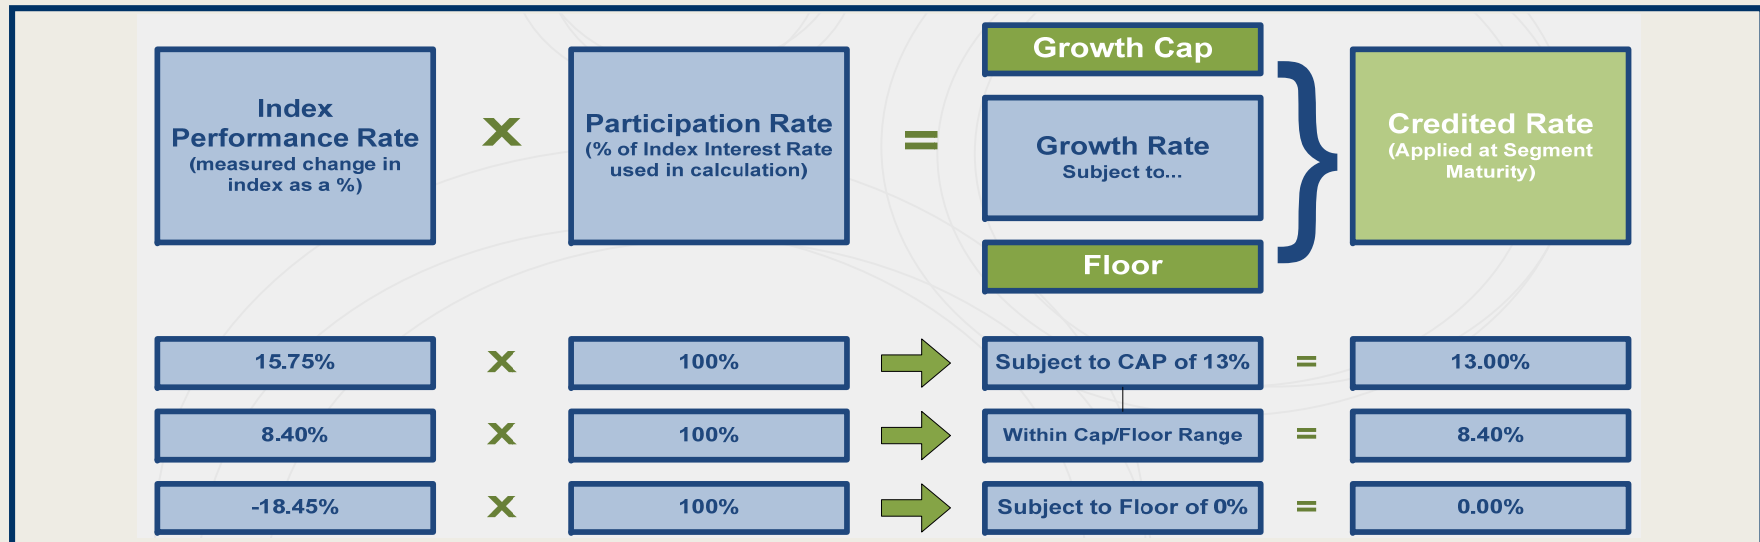 Index
Performance Rate
(measured change in
index as a %)
X
Participation Rate
(% of Index Interest Rate
used in calculation)
=
Growth Cap
Growth Rate
Subject to...
Floor
}
Credited Rate
(Applied at Segment
Maturity)
15.75% X 100% Subject to CAP of 13% = 13.00%
8.40% X 100% Within Cap/Floor Range = 8.40%
-18.45% X 100% Subject to Floor of 0% = 0.00%